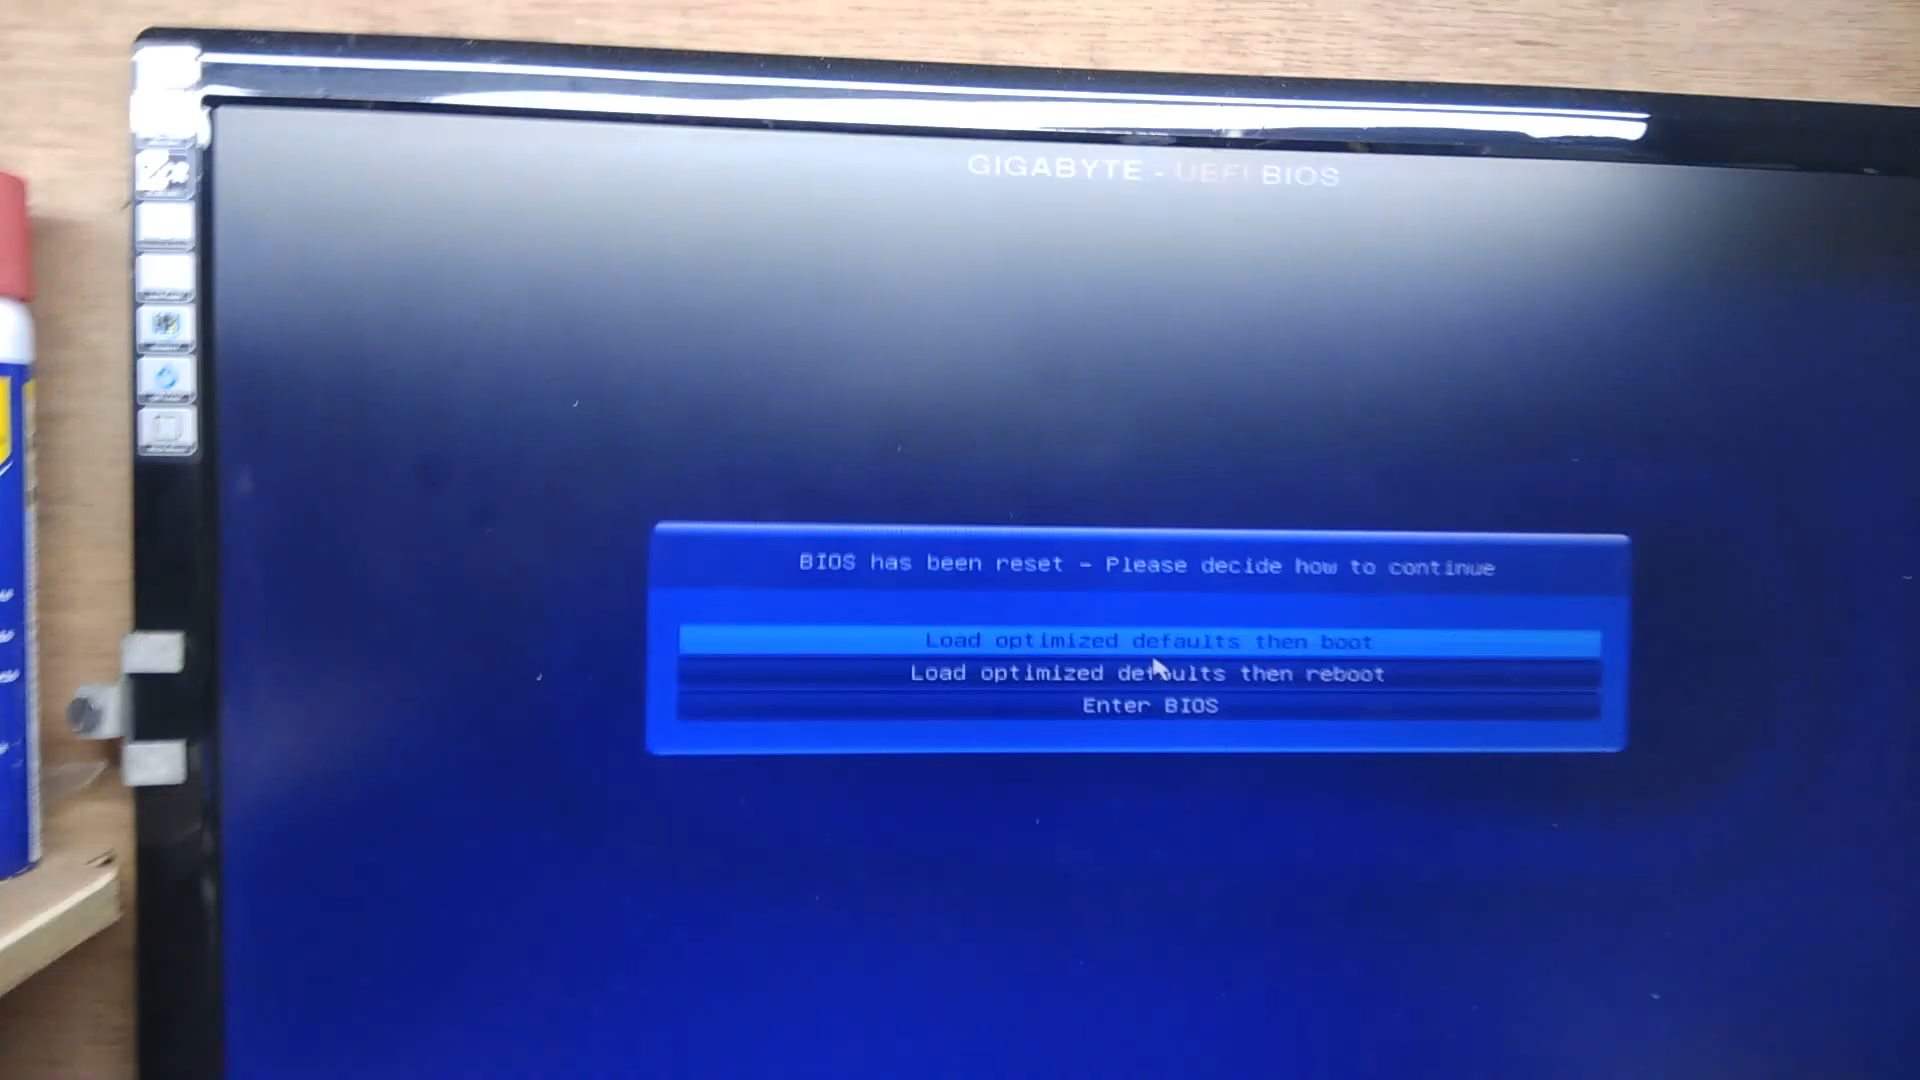 GIGABYTE - UEFI BIOS
BIOS has been reset - Please decide how to continue
Load optimized defaults then boot
Load optimized defaults then reboot
Enter BIOS